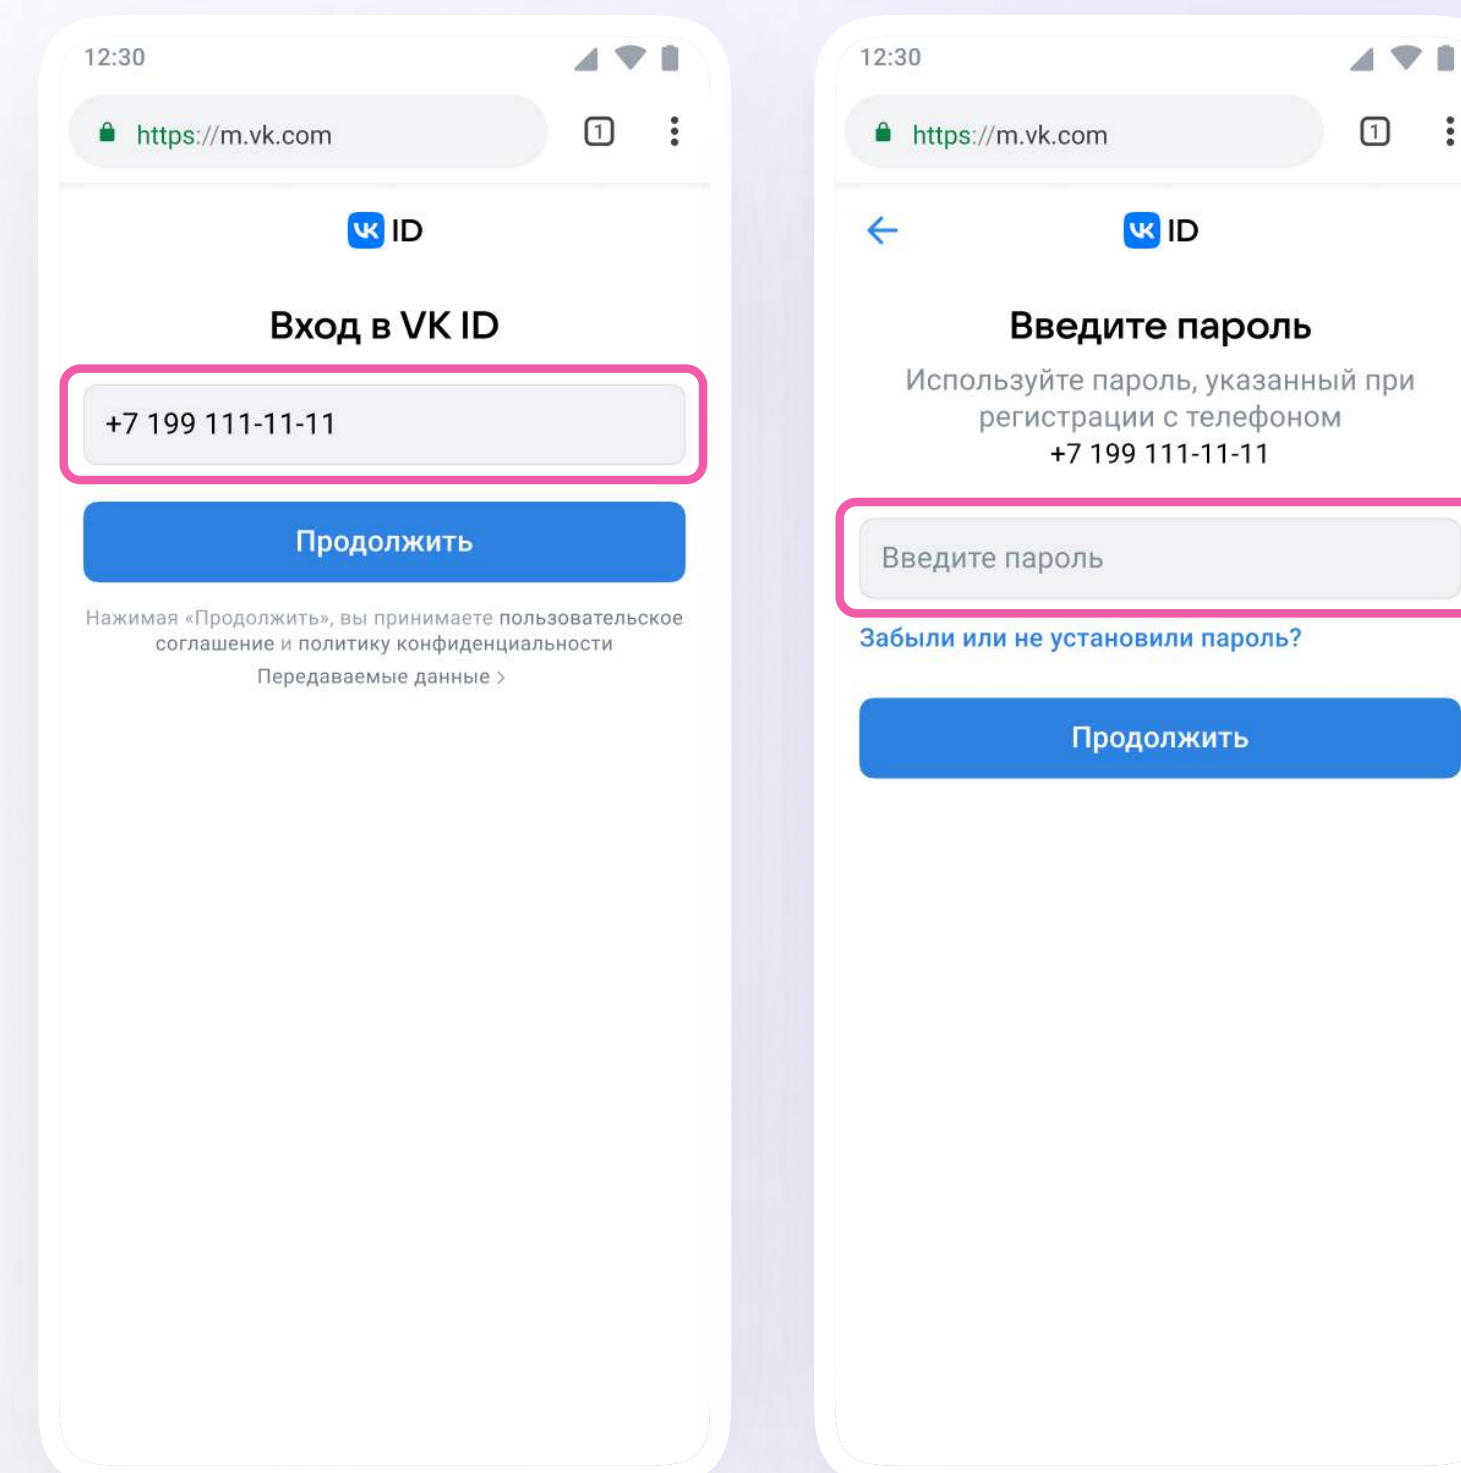 12:30
https://m.vk.com
1
VK ID
Вход в VK ID
+7 199 111-11-11
Продолжить
Нажимая «Продолжить», вы принимаете пользовательское
соглашение и политику конфиденциальности
Передаваемые данные >
12:30
https://m.vk.com
1
VK ID
Введите пароль
Используйте пароль, указанный при
регистрации с телефоном
+7 199 111-11-11
Введите пароль
Забыли или не установили пароль?
Продолжить